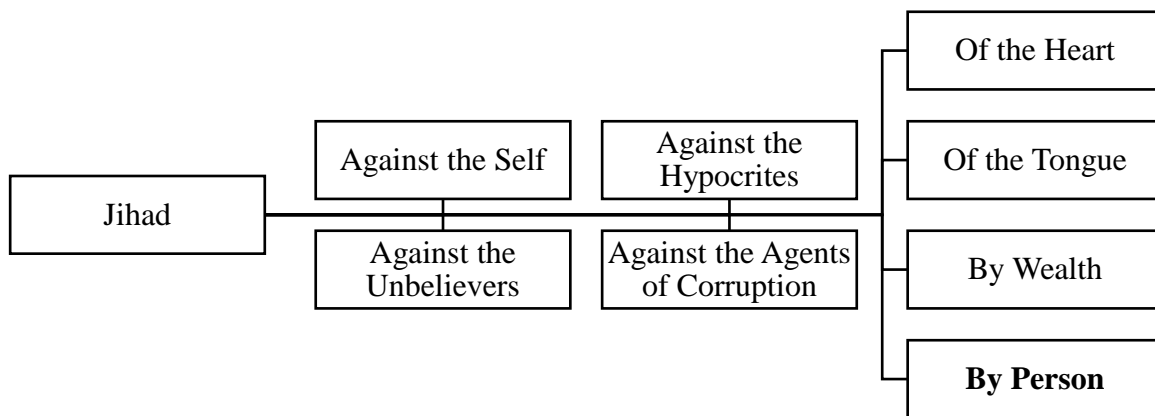 Jihad
Against the Self
Against the
Unbelievers
Against the
Hypocrites
Against the Agents
of Corruption
Of the Heart
Of the Tongue
By Wealth
By Person